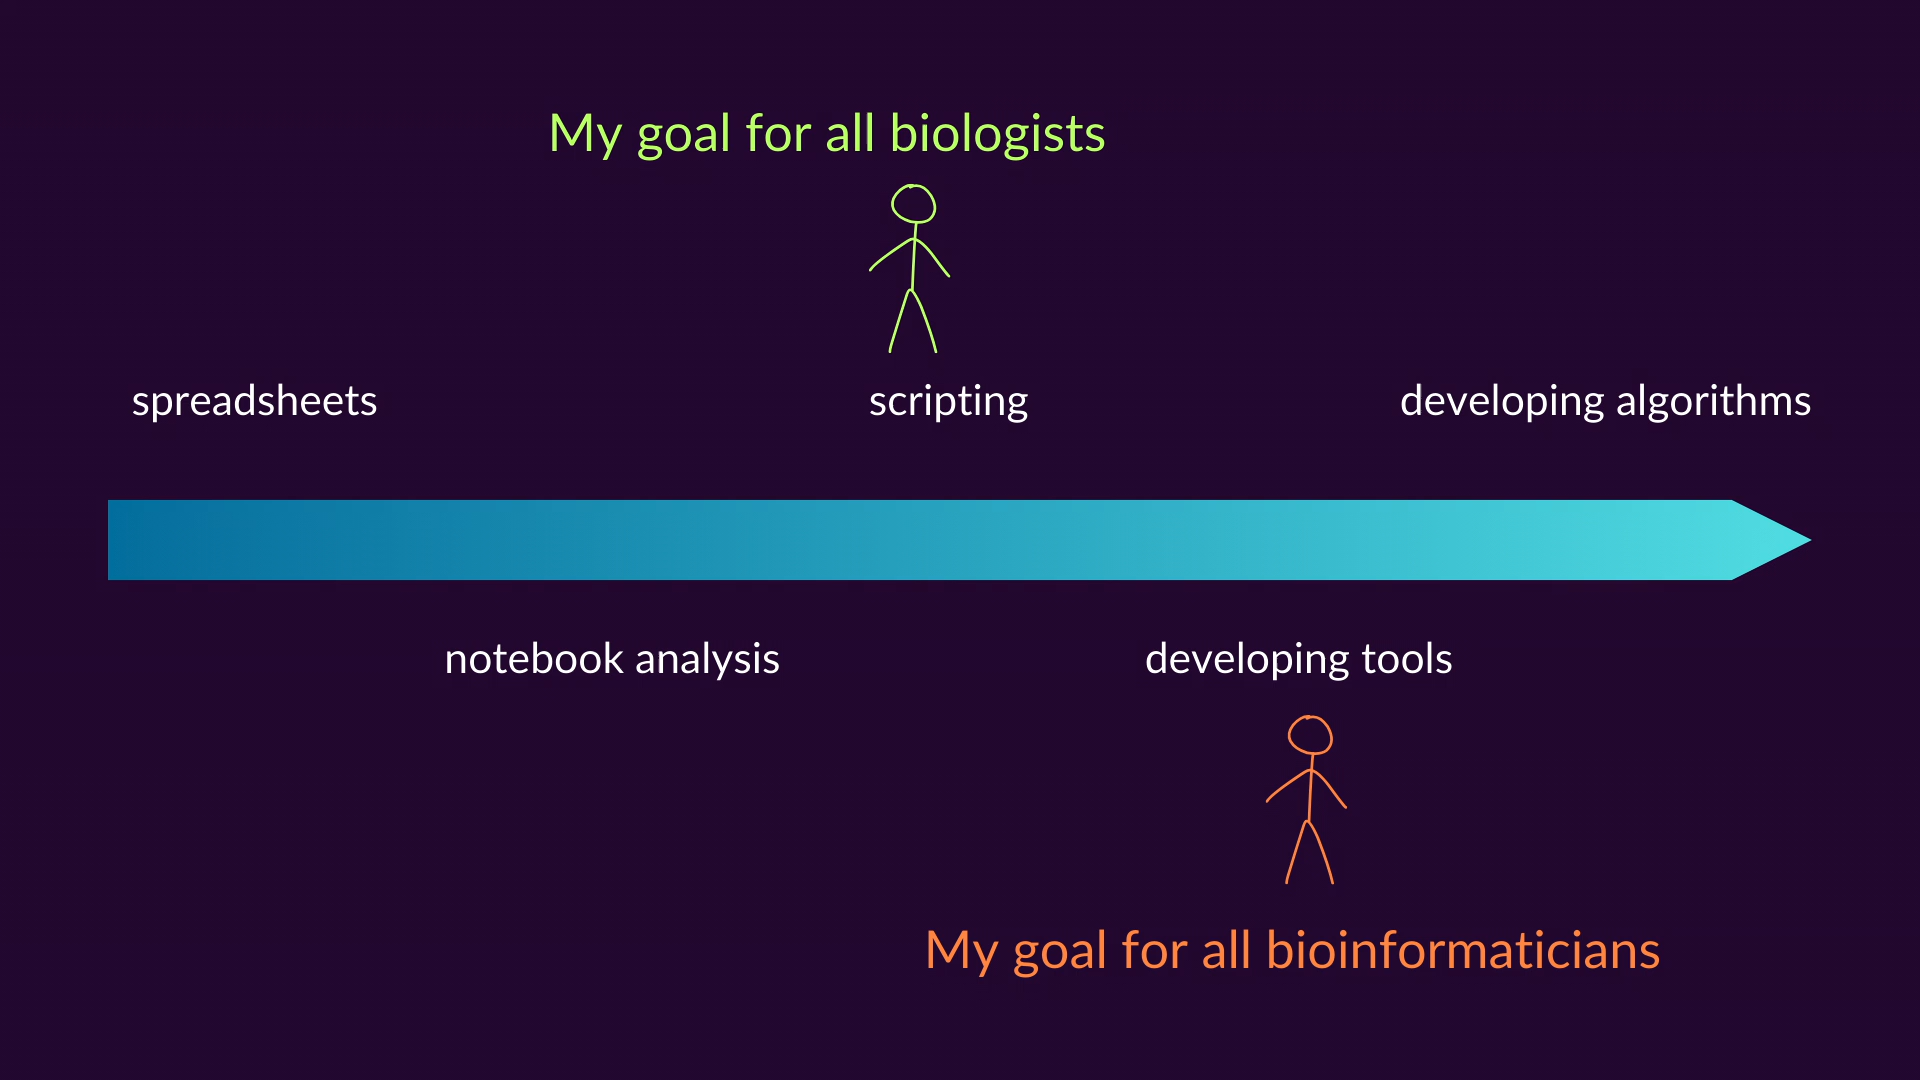 My goal for all biologists
spreadsheets
scripting
developing algorithms
notebook analysis
developing tools
My goal for all bioinformaticians